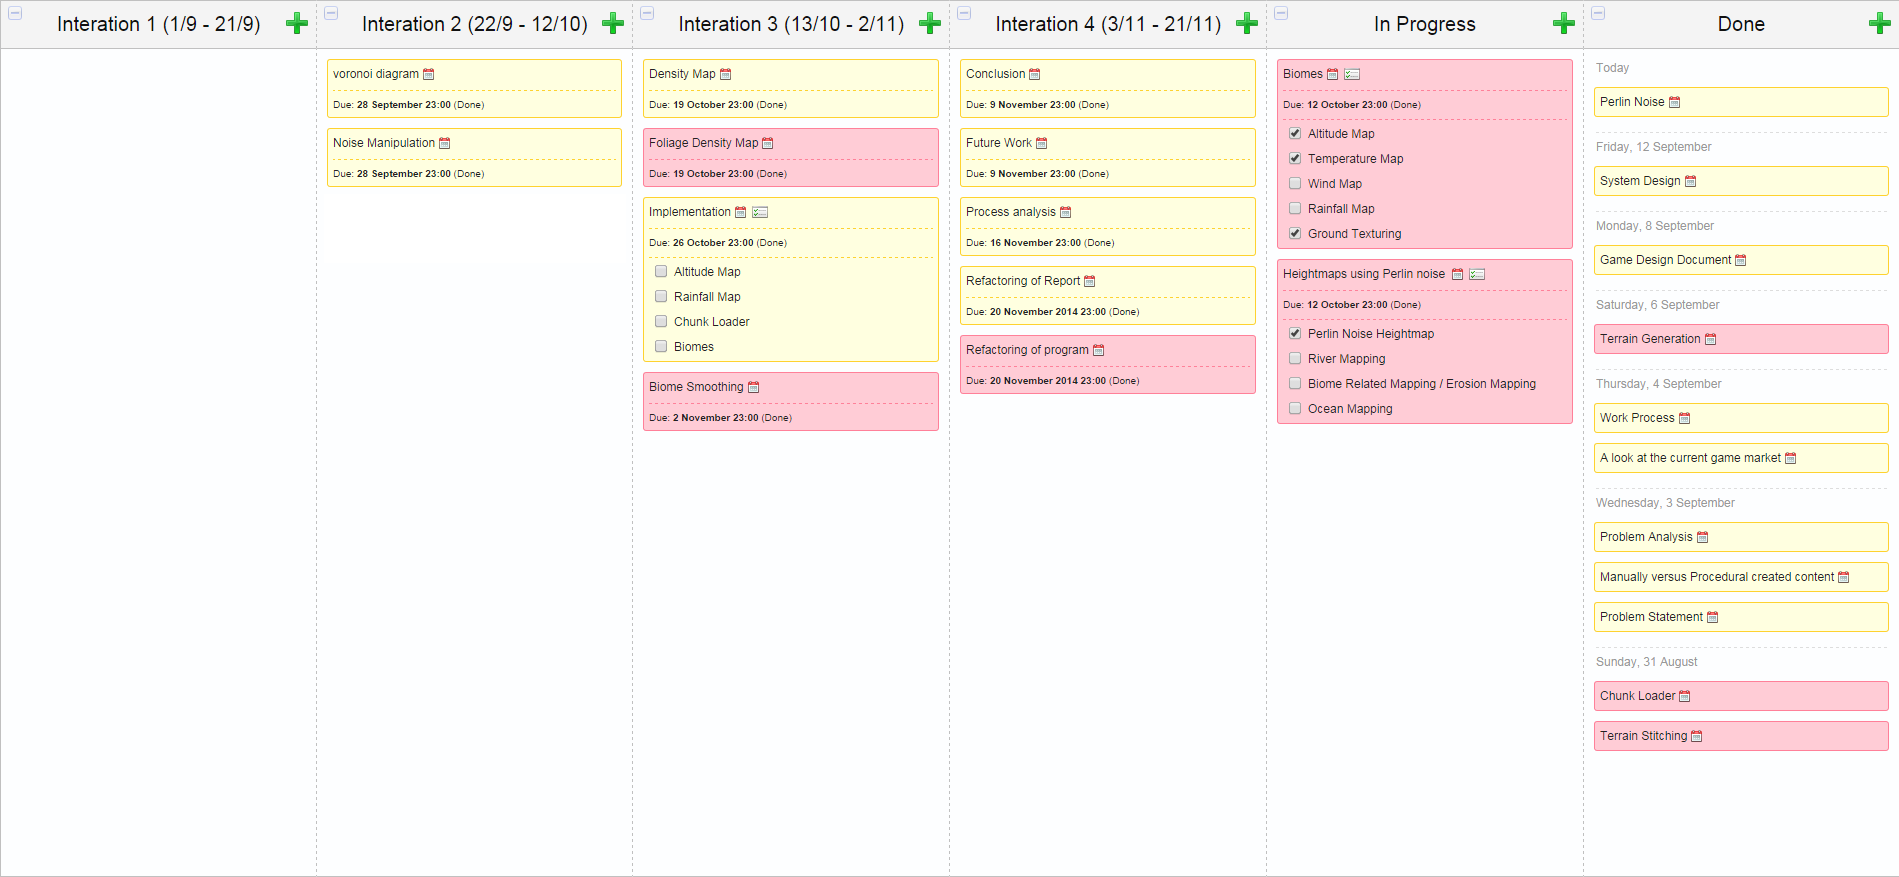 Interation 1 (1/9 - 21/9)
Interation 2 (22/9 - 12/10)
voronoi diagram
Due: 28 September 23:00 (Done)
Noise Manipulation
Due: 28 September 23:00 (Done)
Interation 3 (13/10 - 2/11)
Density Map
Due: 19 October 23:00 (Done)
Foliage Density Map
Due: 19 October 23:00 (Done)
Implementation
Due: 26 October 23:00 (Done)
Altitude Map
Rainfall Map
Chunk Loader
Biomes
Biome Smoothing
Due: 2 November 23:00 (Done)
Interation 4 (3/11 - 21/11)
Conclusion
Due: 9 November 23:00 (Done)
Future Work
Due: 9 November 23:00 (Done)
Process analysis
Due: 16 November 23:00 (Done)
Refactoring of Report
Due: 20 November 2014 23:00 (Done)
Refactoring of program
Due: 20 November 2014 23:00 (Done)
In Progress
Biomes
Due: 12 October 23:00 (Done)
Altitude Map
Temperature Map
Wind Map
Rainfall Map
Ground Texturing
Heightmaps using Perlin noise
Due: 12 October 23:00 (Done)
Perlin Noise Heightmap
River Mapping
Biome Related Mapping / Erosion Mapping
Ocean Mapping
Done
Today
Perlin Noise
Friday, 12 September
System Design
Monday, 8 September
Game Design Document
Saturday, 6 September
Terrain Generation
Thursday, 4 September
Work Process
A look at the current game market
Wednesday, 3 September
Problem Analysis
Manually versus Procedural created content
Problem Statement
Sunday, 31 August
Chunk Loader
Terrain Stitching